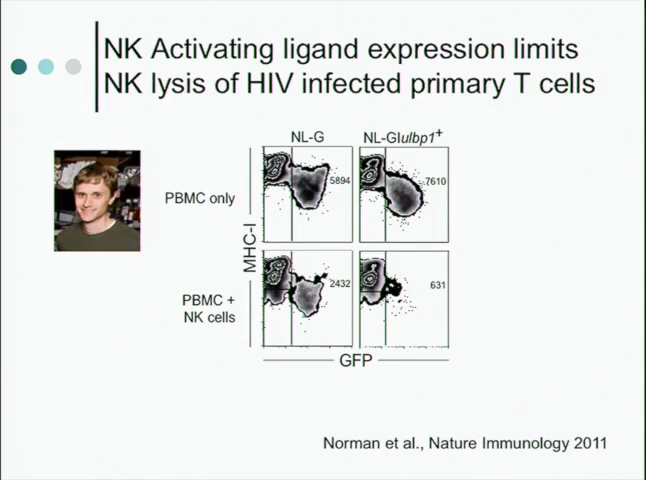 NK Activating ligand expression limits
NK lysis of HIV infected primary T cells
NL-G
NL-GIulbp1+
PBMC only
5894
7610
MHC-I
PBMC +
NK cells
2432
631
GFP
Norman et al., Nature Immunology 2011